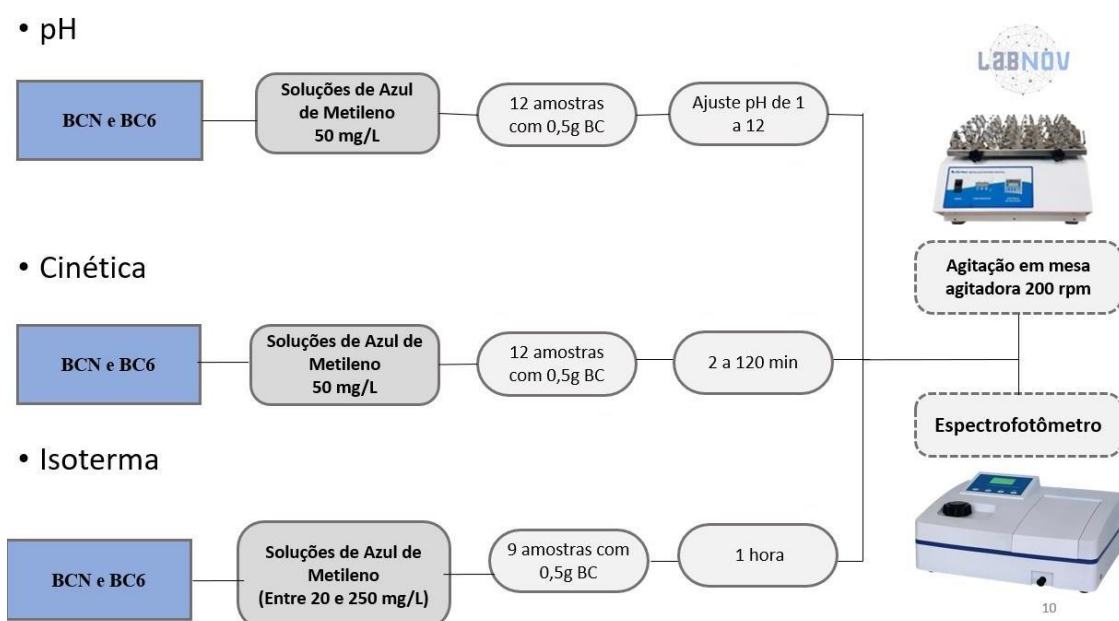 • pH
BCN e BC6
Soluções de Azul
de Metileno
50 mg/L
12 amostras
com 0,5g BC
Ajuste pH de 1
a 12
LABNOV
• Cinética
BCN e BC6
Soluções de Azul de
Metileno
50 mg/L
12 amostras
com 0,5g BC
2 a 120 min
Agitação em mesa
agitadora 200 rpm
Espectrofotômetro
• Isoterma
BCN e BC6
Soluções de Azul de
Metileno
(Entre 20 e 250 mg/L)
9 amostras com
0,5g BC
1 hora
10